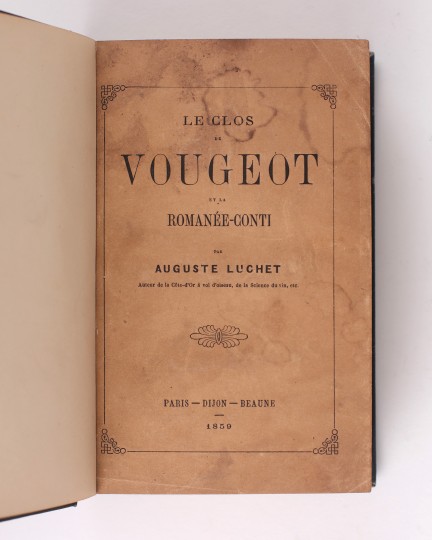 LE CLOS
DE
VOUGEOT
ET LA
ROMANÉE-CONTI
PAR
AUGUSTE LUCHET
Auteur de la Côte-d'Or à vol d'oiseau, de la Science du vin, etc.
PARIS — DIJON — BEAUNE
1859